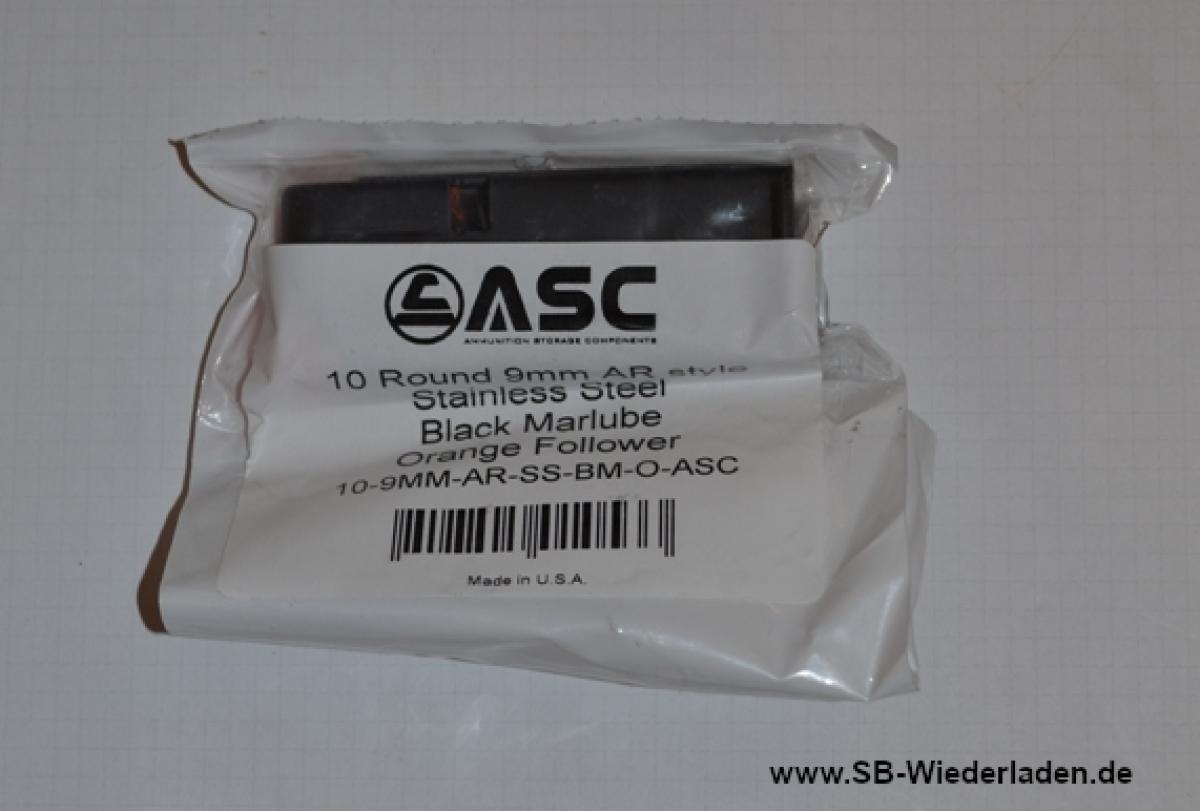 ASC
AMMUNITION STORAGE COMPONENTS
10 Round 9mm AR style
Stainless Steel
Black Marlube
Orange Follower
10-9MM-AR-SS-BM-O-ASC
Made in U.S.A.
www.SB-Wiederladen.de